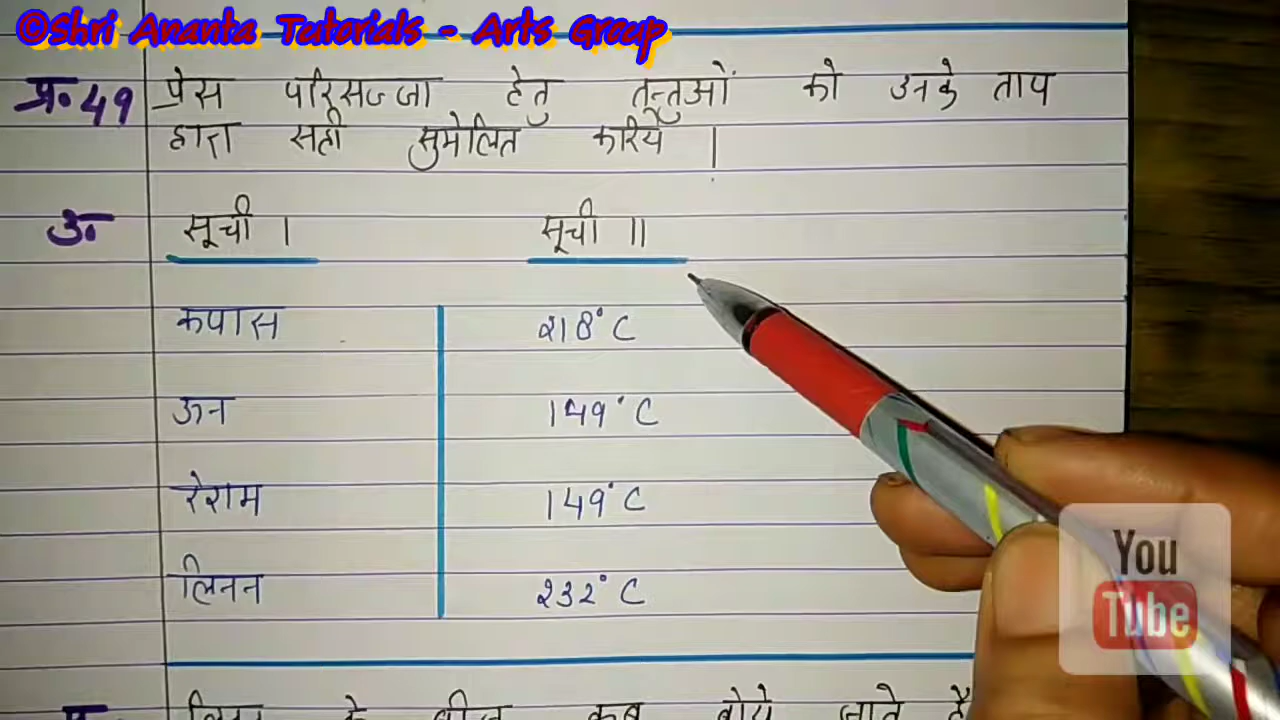 ©Shri Ananta Tutorials - Arts Group
प्र. 49 प्रेस परिसज्जा हेतु तन्तुओं को उनके ताप
द्वारा सही सुमेलित करिये |
उ. सूची । सूची ॥
कपास 218°C
ऊन 149°C
रेशम 149°C
लिनन 232°C
के बीज कब बोये जाते है
You
Tube